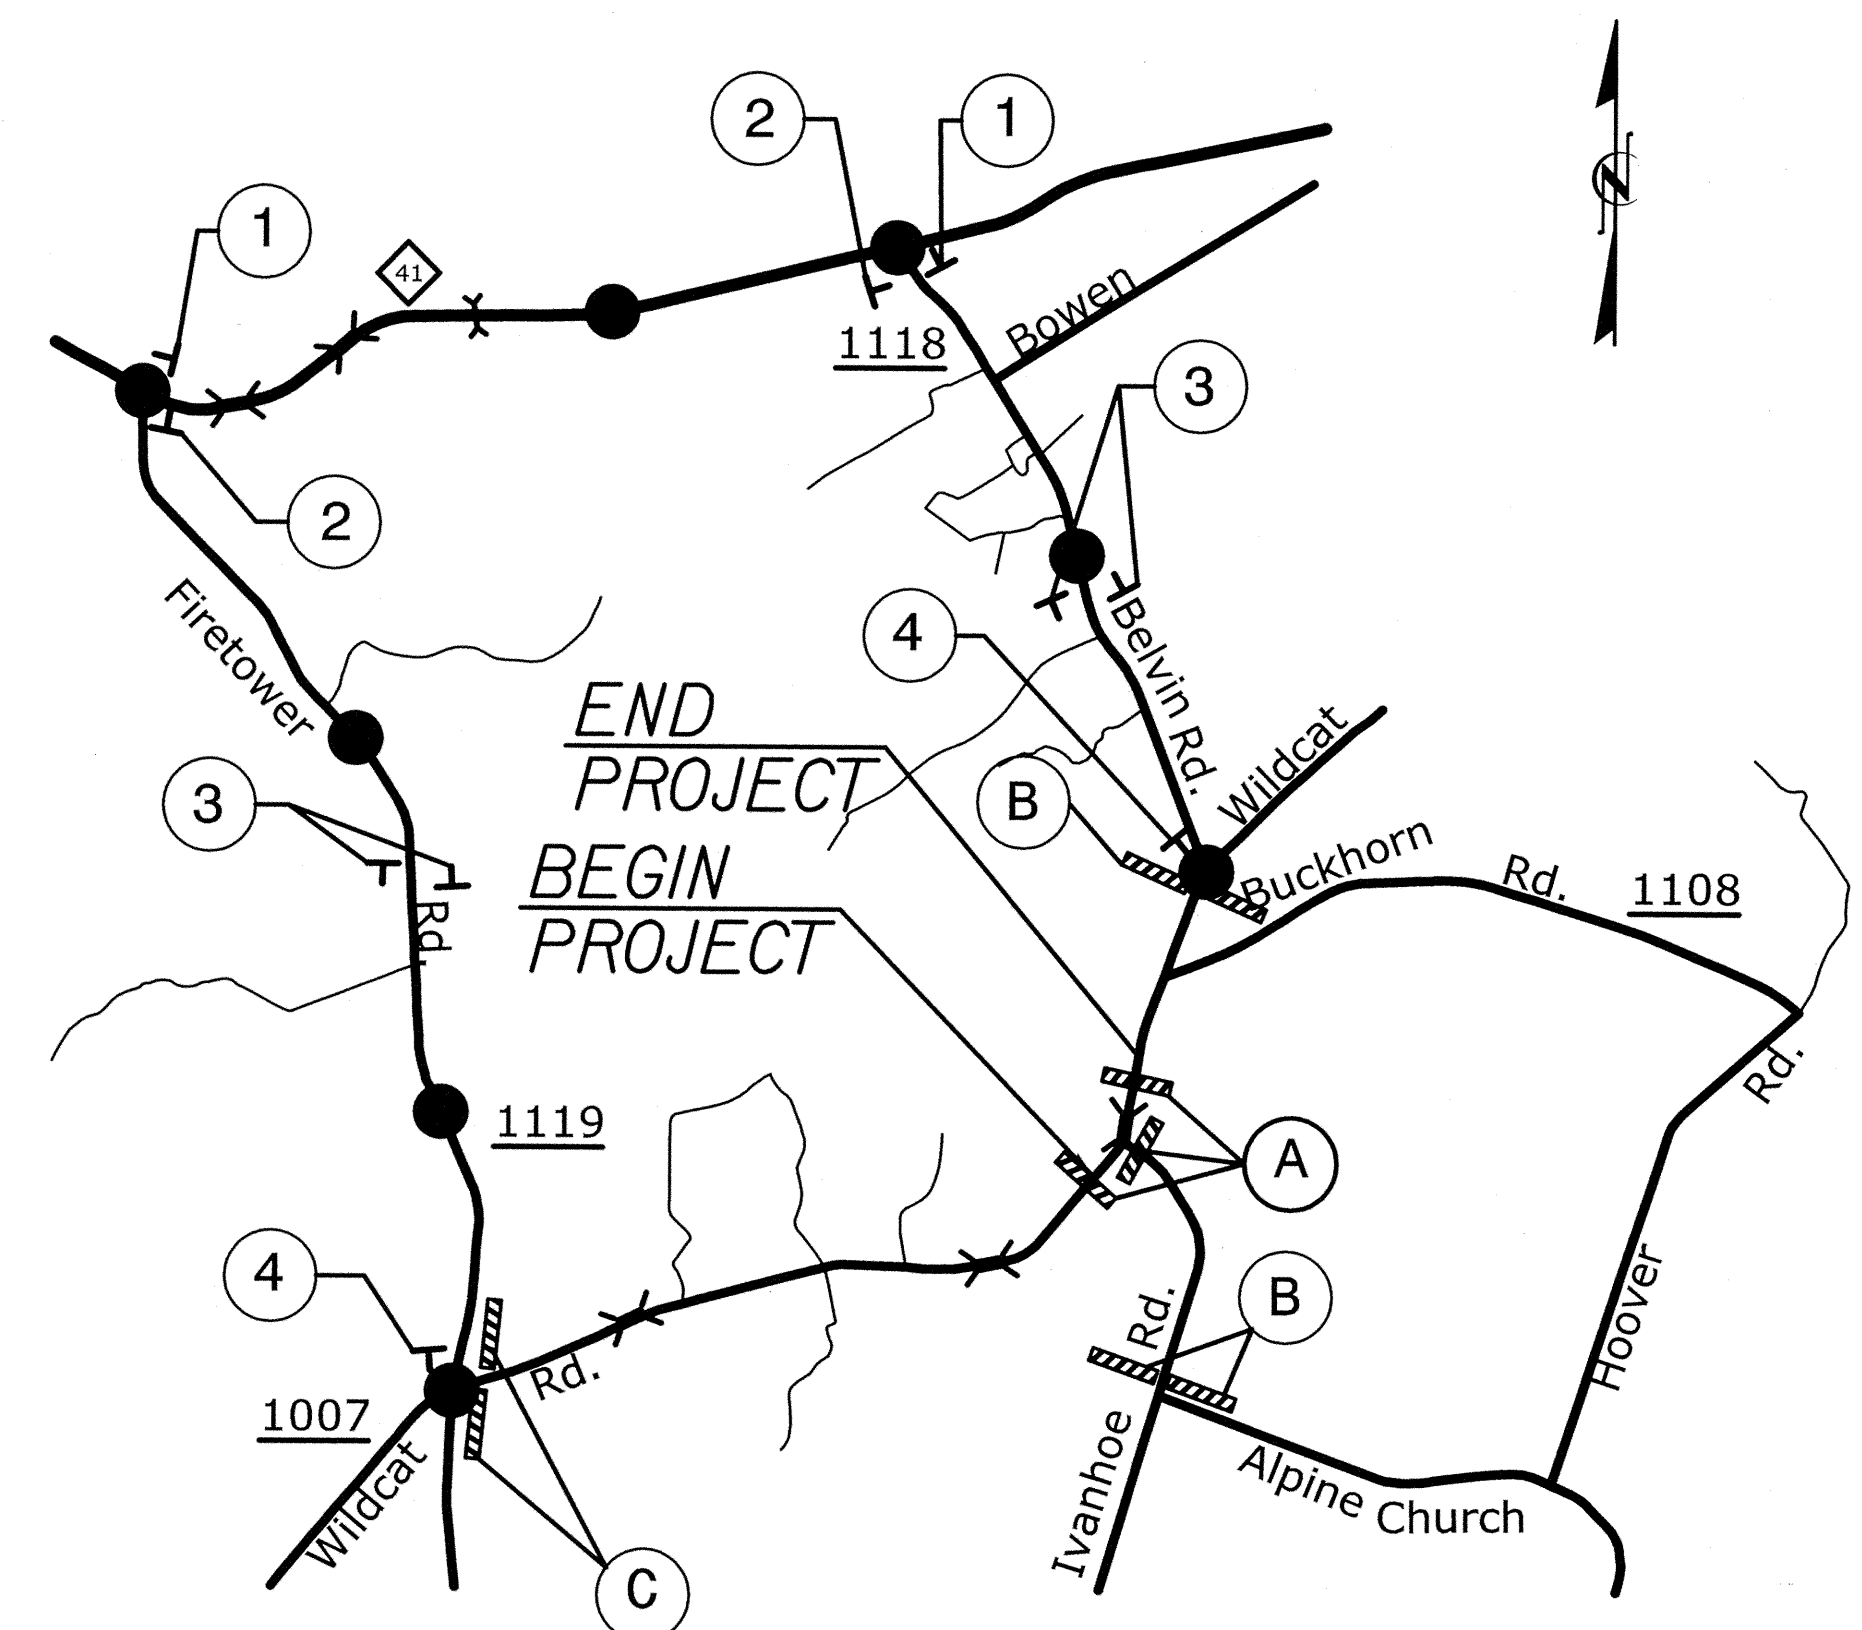 2
1
1
41
N
1118
Bowen
3
2
Firetower
4
Belvin Rd.
END
PROJECT
B
Wildcat
3
BEGIN
PROJECT
Buckhorn
Rd.
1108
Rd.
Rd.
1119
A
4
B
Rd.
Hoover
Rd.
1007
Wildcat
Ivanhoe
Alpine Church
C